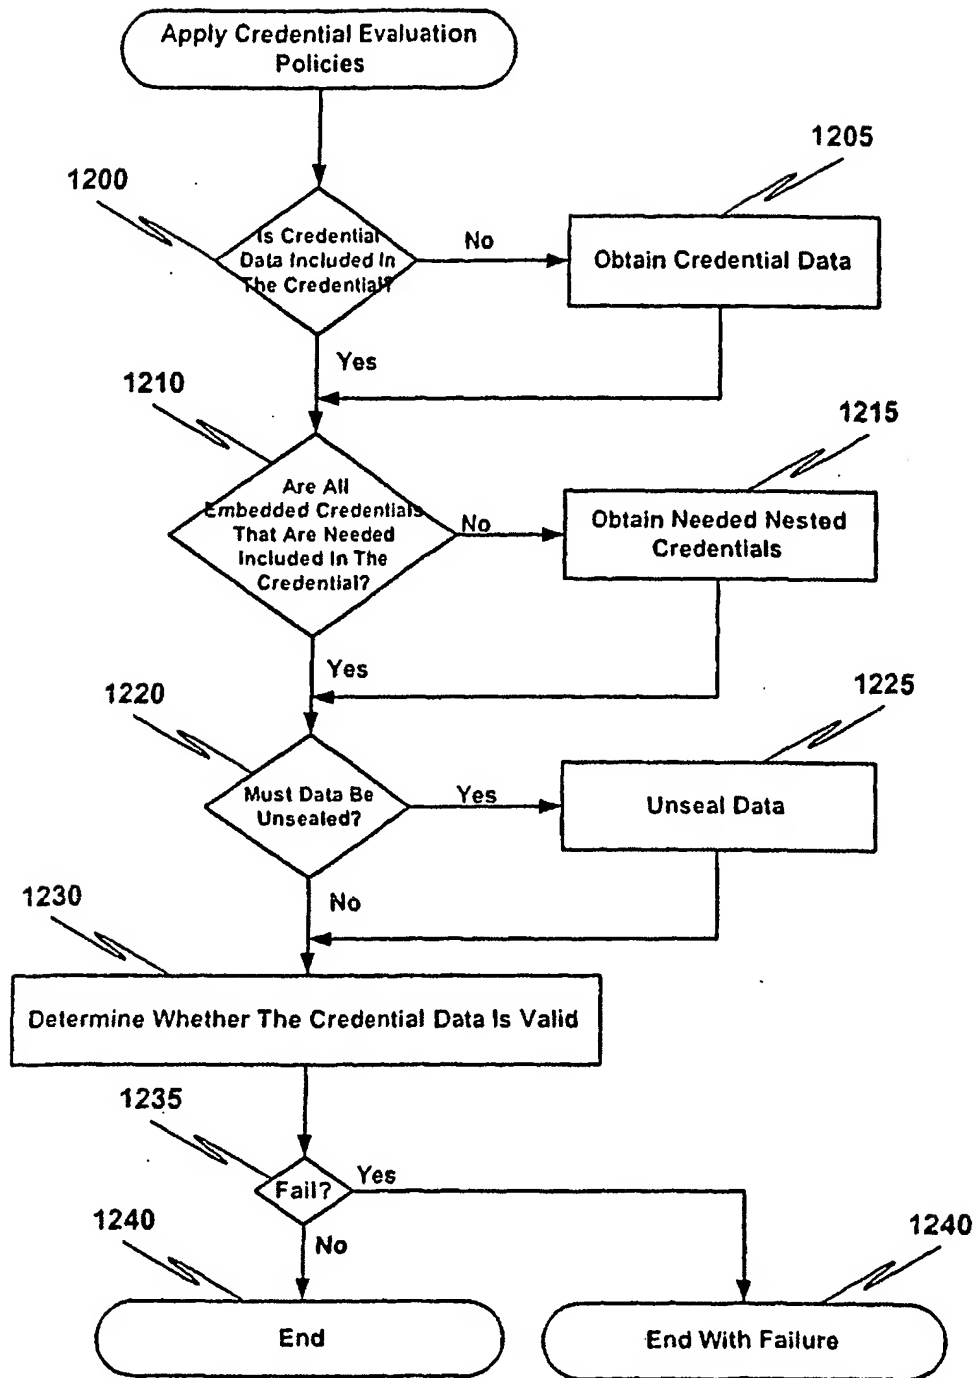 Apply Credential Evaluation
Policies
1205
1200
Is Credential
Data Included In
The Credential?
No
Obtain Credential Data
Yes
1210
1215
Are All
Embedded Credentials
That Are Needed
Included In The
Credential?
No
Obtain Needed Nested
Credentials
Yes
1220
1225
Must Data Be
Unsealed?
Yes
Unseal Data
No
1230
Determine Whether The Credential Data Is Valid
1235
Fail?
Yes
1240
No
1240
End
End With Failure